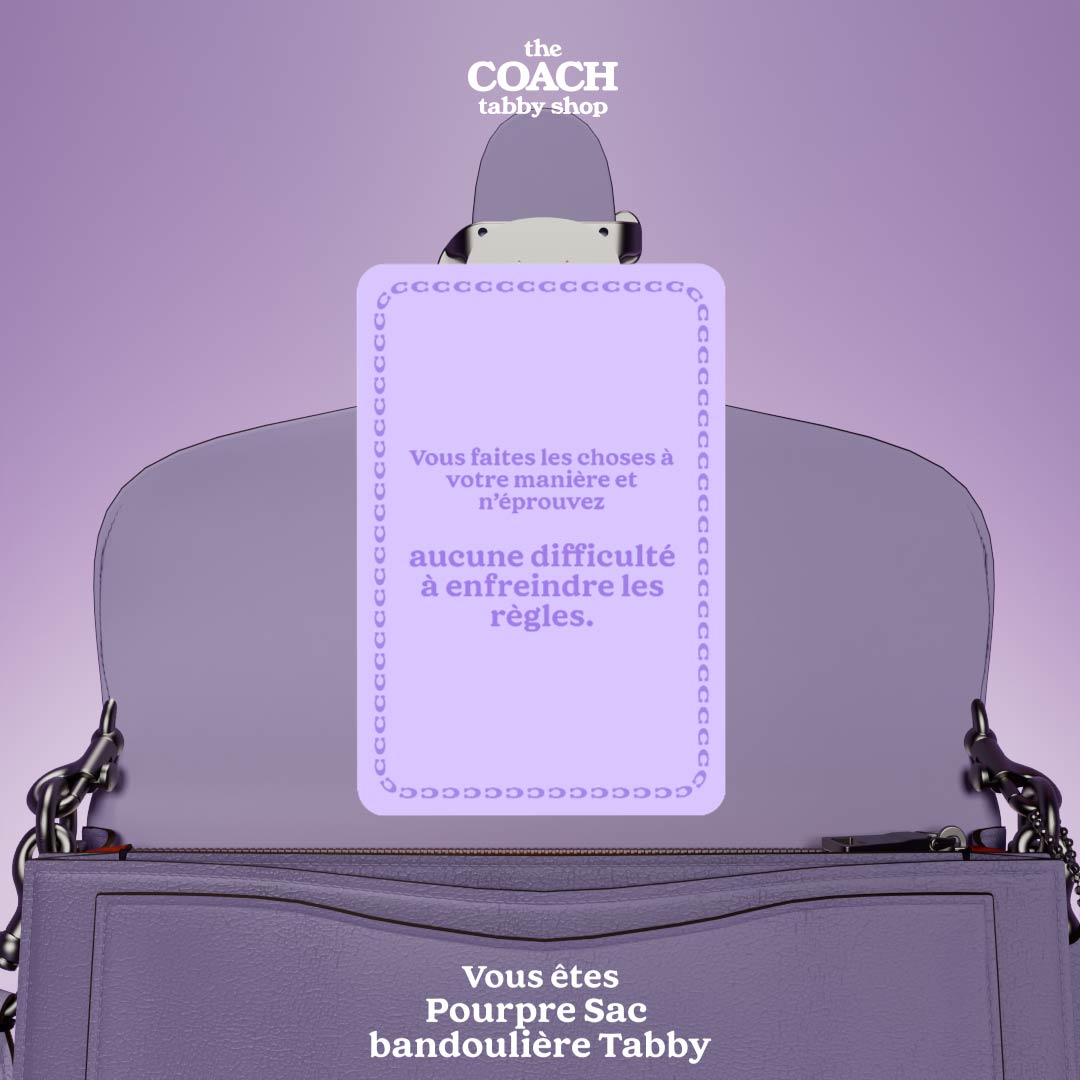 the
COACH
tabby shop
Vous faites les choses à
votre manière et
n’éprouvez
aucune difficulté
à enfreindre les
règles.
Vous êtes
Pourpre Sac
bandoulière Tabby